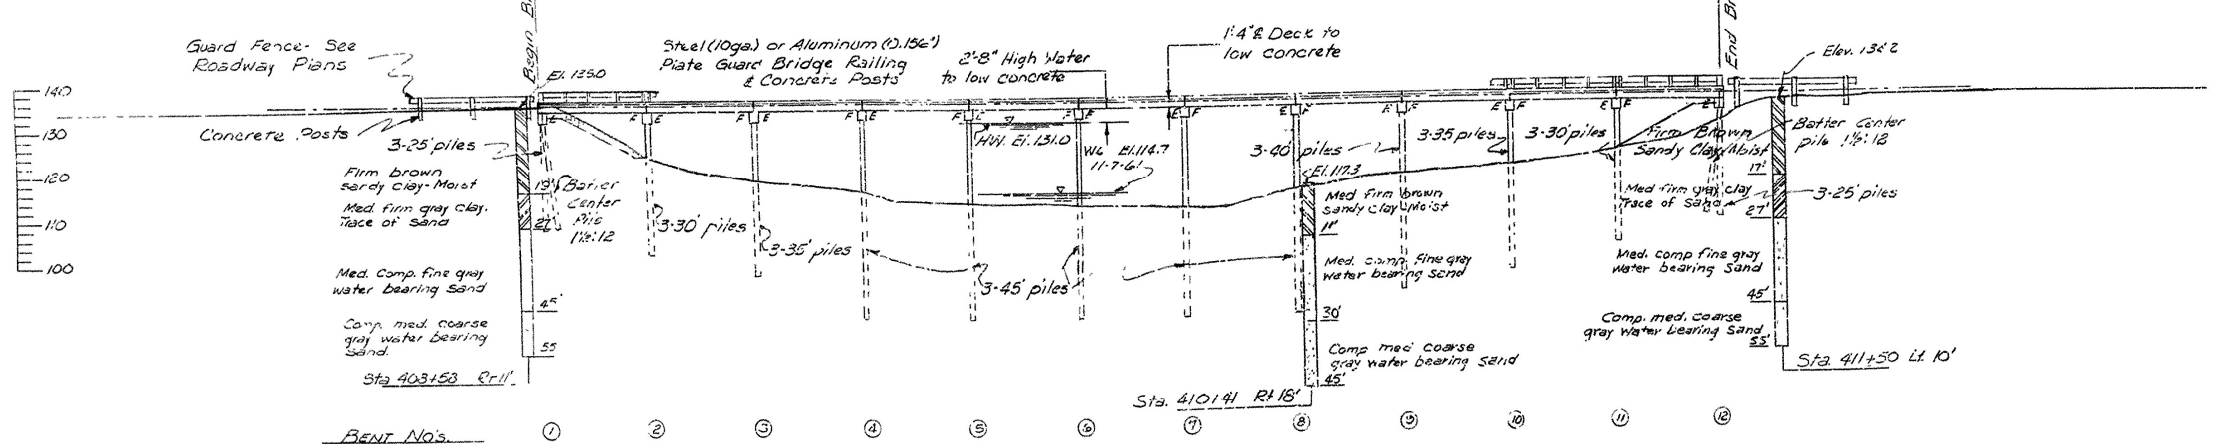 Begin B
End Br
Guard Fence - See
Roadway Plans
Steel (10ga.) or Aluminum (0.156")
Plate Guard Bridge Railing
& Concrete Posts
2'-8" High Water
to low concrete
1'-4" ℄ Deck to
low concrete
Elev. 136.2
El. 135.0
140
130
120
110
100
Concrete Posts
3-25' piles
E
E F
F F
H.W. El. 131.0
El. 114.7
11-7-61
3-40' piles
3-35 piles
3-30' piles
Firm Brown
Sandy Clay-Moist
Batter Center
pile 1½:12
El. 117.3
Firm brown
sandy clay-Moist
Med. firm gray clay.
Trace of sand
19'
27'
Batter
Center
Pile
1½:12
3-30' piles
3-35' piles
3-45' piles
Med. Comp. fine gray
water bearing sand
45'
Comp. med. coarse
gray water bearing
sand.
55
Sta 408+53 Rt 11'
Med firm brown
sandy clay-Moist
11'
Med. comp. fine gray
water bearing sand
30'
Comp med coarse
gray water bearing sand
45'
Sta. 410+41 Rt 18'
17'
Med firm gray clay
Trace of sand
27'
3-25' piles
Med. comp fine gray
water bearing sand
45'
Comp. med. coarse
gray water bearing sand
55'
Sta. 411+50 Lt. 10'
BENT NO'S. 1 2 3 4 5 6 7 8 9 10 11 12